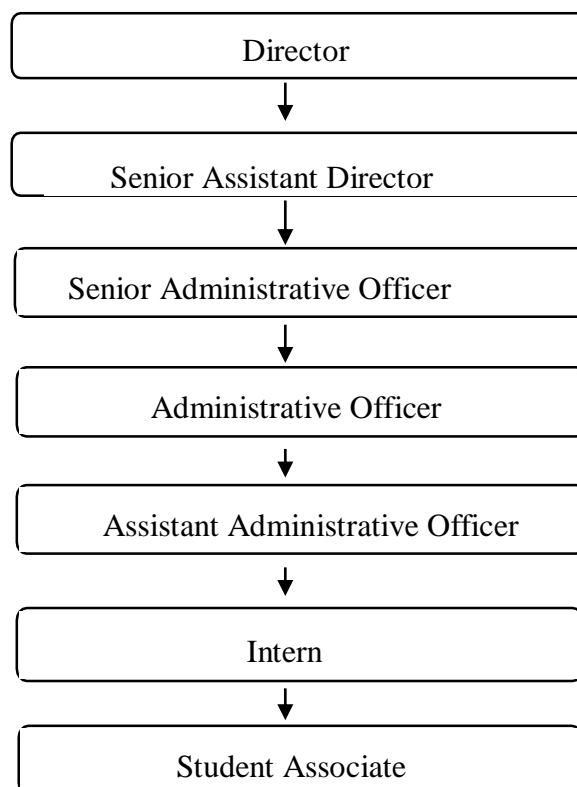 Director
Senior Assistant Director
Senior Administrative Officer
Administrative Officer
Assistant Administrative Officer
Intern
Student Associate